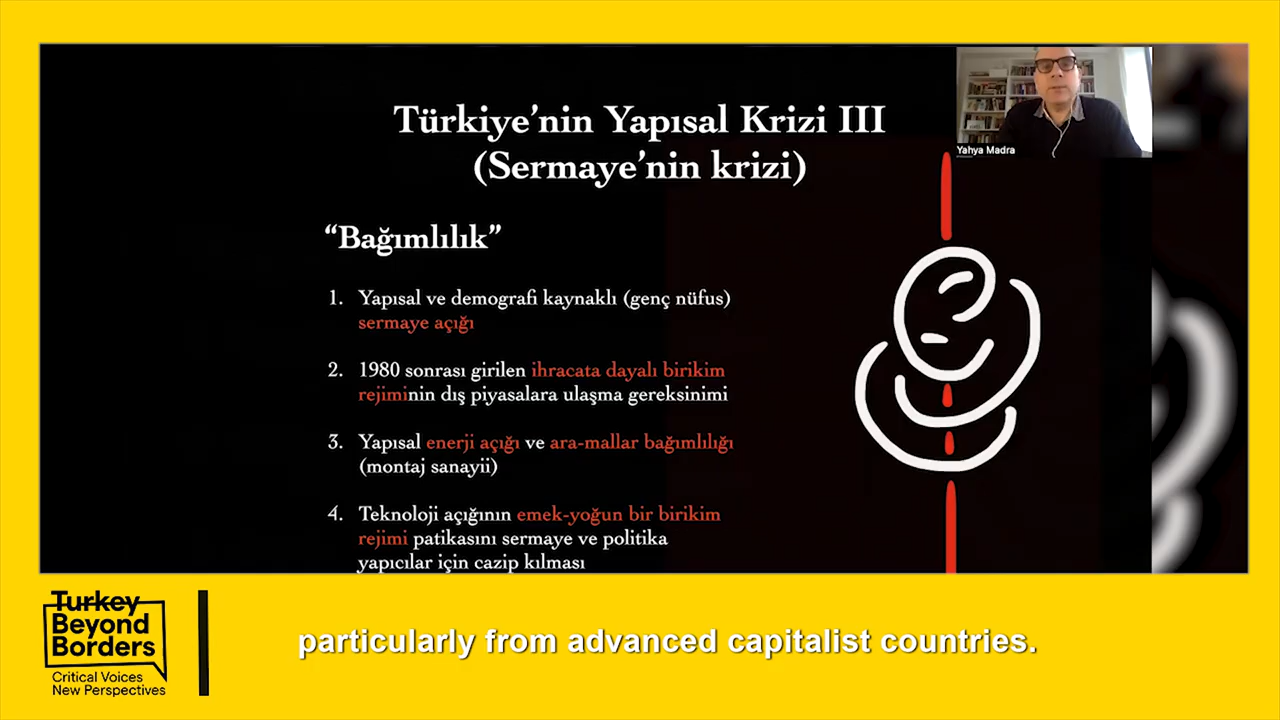 Türkiye’nin Yapısal Krizi III
(Sermaye’nin krizi)
Yahya Madra
“Bağımlılık”
1. Yapısal ve demografi kaynaklı (genç nüfus)
sermaye açığı
2. 1980 sonrası girilen ihracata dayalı birikim
rejiminin dış piyasalara ulaşma gereksinimi
3. Yapısal enerji açığı ve ara-mallar bağımlılığı
(montaj sanayii)
4. Teknoloji açığının emek-yoğun bir birikim
rejimi patikasını sermaye ve politika
yapıcılar için cazip kılması
Turkey
Beyond
Borders
Critical Voices
New Perspectives
particularly from advanced capitalist countries.